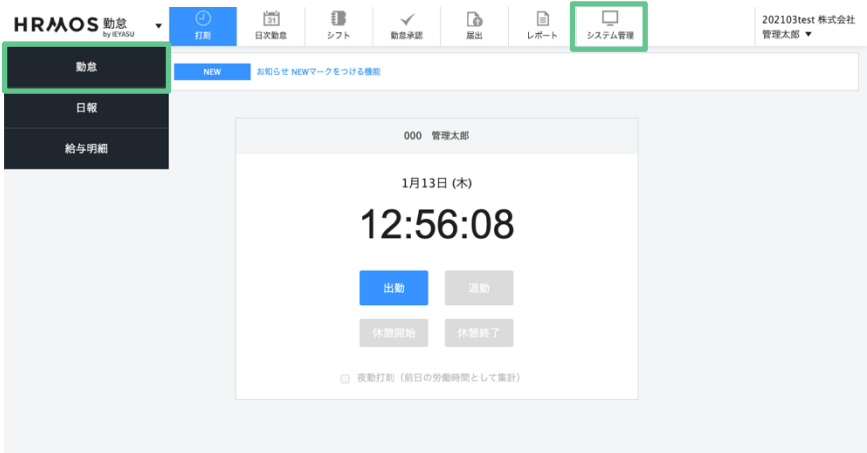 HRMOS 勤怠 ▼
by IEYASU
打刻
31
日次勤怠
シフト
勤怠承認
届出
レポート
システム管理
202103test 株式会社
管理太郎 ▼
勤怠
日報
給与明細
NEW お知らせ NEWマークをつける機能
000 管理太郎
1月13日 (木)
12:56:08
出勤 退勤
休憩開始 休憩終了
夜勤打刻（前日の労働時間として集計）